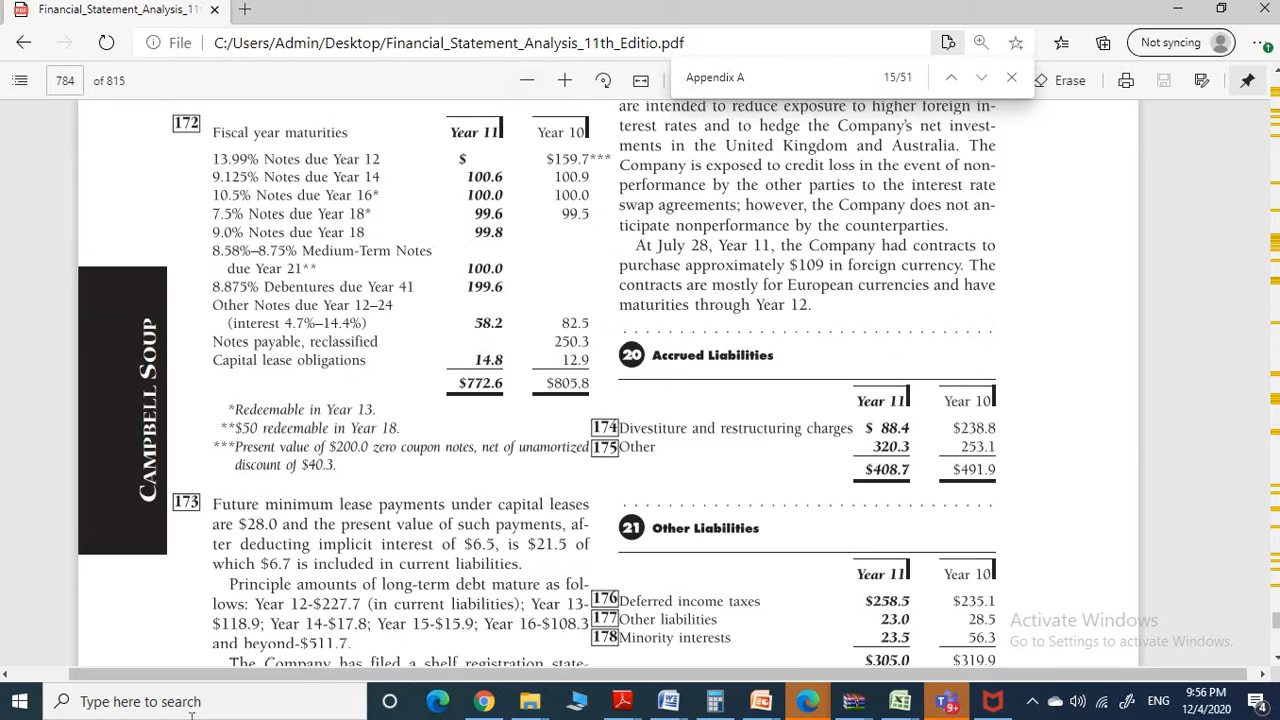 Financial_Statement_Analysis_11t
File
C:/Users/Admin/Desktop/Financial_Statement_Analysis_11th_Editio.pdf
Not syncing
784 of 815
Appendix A 15/51
Erase
CAMPBELL SOUP
172
Fiscal year maturities Year 11 Year 10
13.99% Notes due Year 12 $ $159.7***
9.125% Notes due Year 14 100.6 100.9
10.5% Notes due Year 16* 100.0 100.0
7.5% Notes due Year 18* 99.6 99.5
9.0% Notes due Year 18 99.8
8.58%–8.75% Medium-Term Notes
due Year 21** 100.0
8.875% Debentures due Year 41 199.6
Other Notes due Year 12–24
(interest 4.7%–14.4%) 58.2 82.5
Notes payable, reclassified 250.3
Capital lease obligations 14.8 12.9
$772.6 $805.8
*Redeemable in Year 13.
**$50 redeemable in Year 18.
***Present value of $200.0 zero coupon notes, net of unamortized
discount of $40.3.
173 Future minimum lease payments under capital leases
are $28.0 and the present value of such payments, af-
ter deducting implicit interest of $6.5, is $21.5 of
which $6.7 is included in current liabilities.
Principle amounts of long-term debt mature as fol-
lows: Year 12-$227.7 (in current liabilities); Year 13-
$118.9; Year 14-$17.8; Year 15-$15.9; Year 16-$108.3
and beyond-$511.7.
The Company has filed a shelf registration state-
are intended to reduce exposure to higher foreign in-
terest rates and to hedge the Company's net invest-
ments in the United Kingdom and Australia. The
Company is exposed to credit loss in the event of non-
performance by the other parties to the interest rate
swap agreements; however, the Company does not an-
ticipate nonperformance by the counterparties.
At July 28, Year 11, the Company had contracts to
purchase approximately $109 in foreign currency. The
contracts are mostly for European currencies and have
maturities through Year 12.
20 Accrued Liabilities
Year 11 Year 10
174 Divestiture and restructuring charges $ 88.4 $238.8
175 Other 320.3 253.1
$408.7 $491.9
21 Other Liabilities
Year 11 Year 10
176 Deferred income taxes $258.5 $235.1
177 Other liabilities 23.0 28.5
178 Minority interests 23.5 56.3
$305.0 $319.9
Activate Windows
Go to Settings to activate Windows.
Type here to search
9+
ENG
9:56 PM
12/4/2020
4